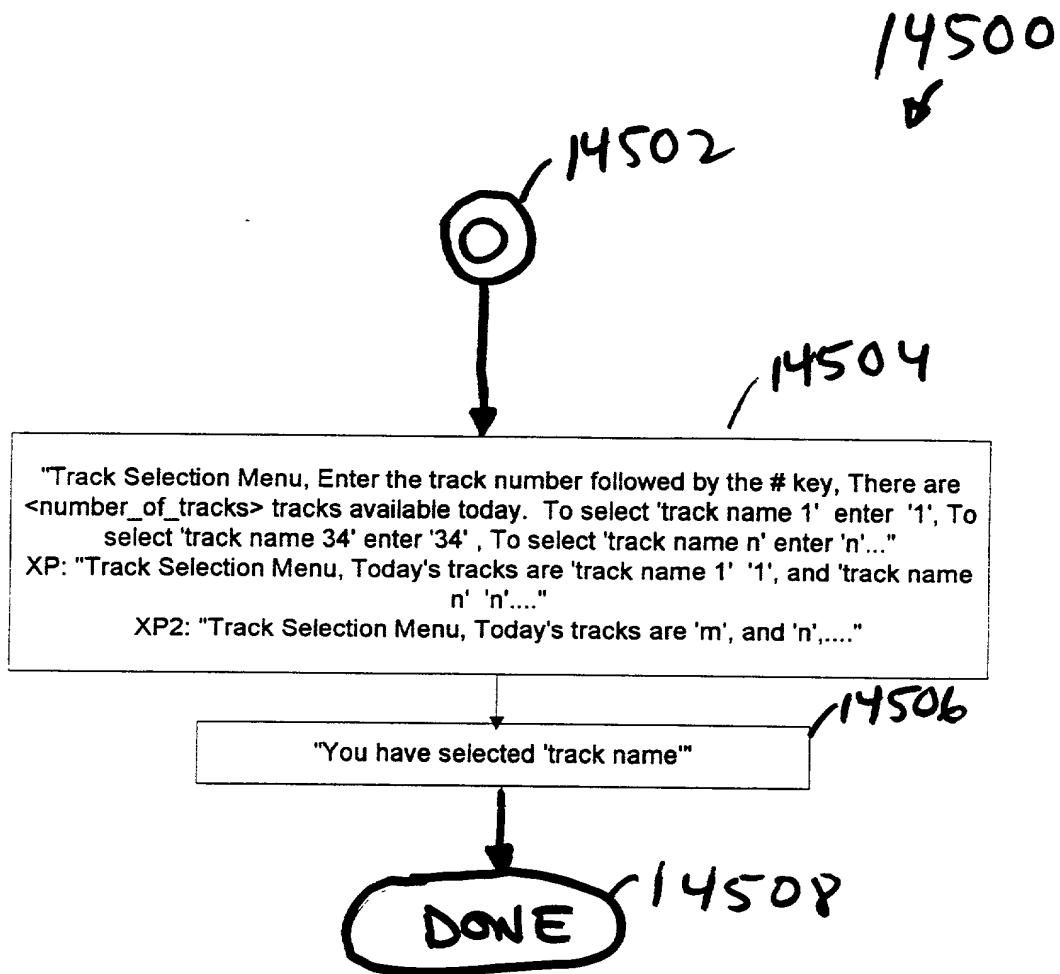 14500
14502
14504
"Track Selection Menu, Enter the track number followed by the # key, There are
<number_of_tracks> tracks available today. To select 'track name 1' enter '1', To
select 'track name 34' enter '34' , To select 'track name n' enter 'n'..."
XP: "Track Selection Menu, Today's tracks are 'track name 1' '1', and 'track name
n' 'n'...."
XP2: "Track Selection Menu, Today's tracks are 'm', and 'n',...."
14506
"You have selected 'track name'"
DONE
14508